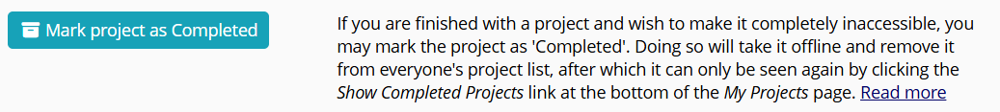 Mark project as Completed
If you are finished with a project and wish to make it completely inaccessible, you
may mark the project as 'Completed'. Doing so will take it offline and remove it
from everyone's project list, after which it can only be seen again by clicking the
Show Completed Projects link at the bottom of the My Projects page. Read more